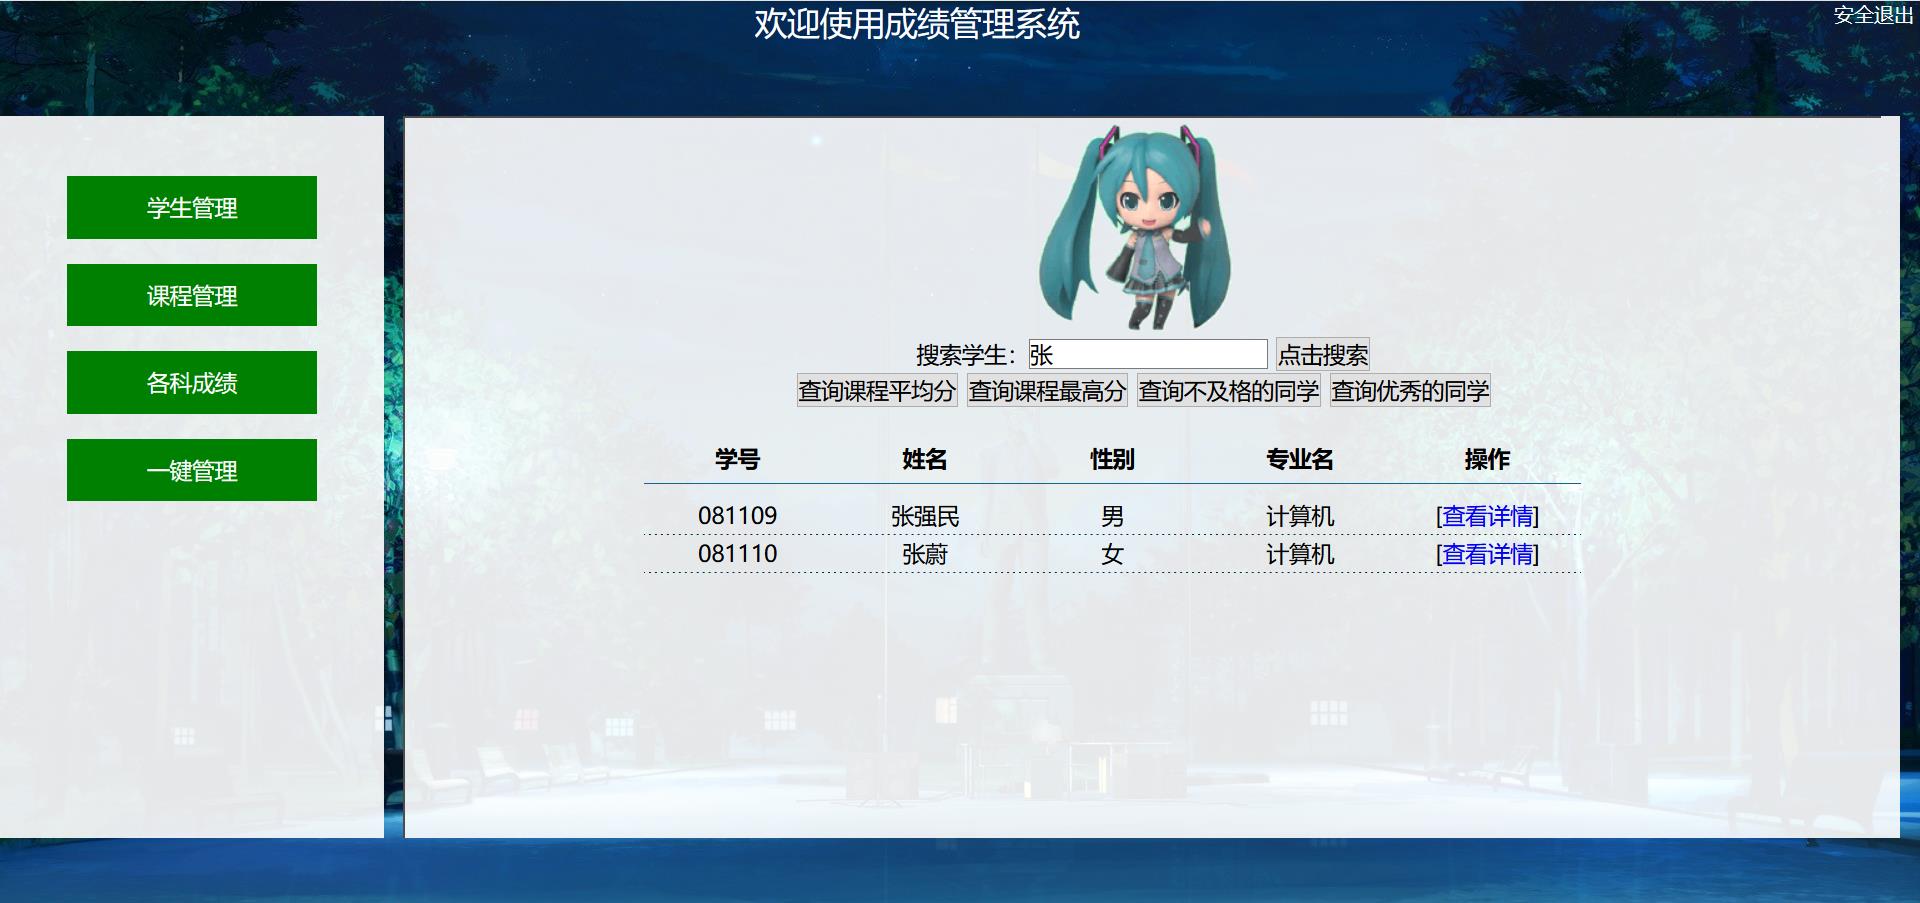 欢迎使用成绩管理系统
安全退出
学生管理
课程管理
各科成绩
一键管理
搜索学生： 张 点击搜索
查询课程平均分 查询课程最高分 查询不及格的同学 查询优秀的同学
学号 姓名 性别 专业名 操作
081109 张强民 男 计算机 [查看详情]
081110 张蔚 女 计算机 [查看详情]